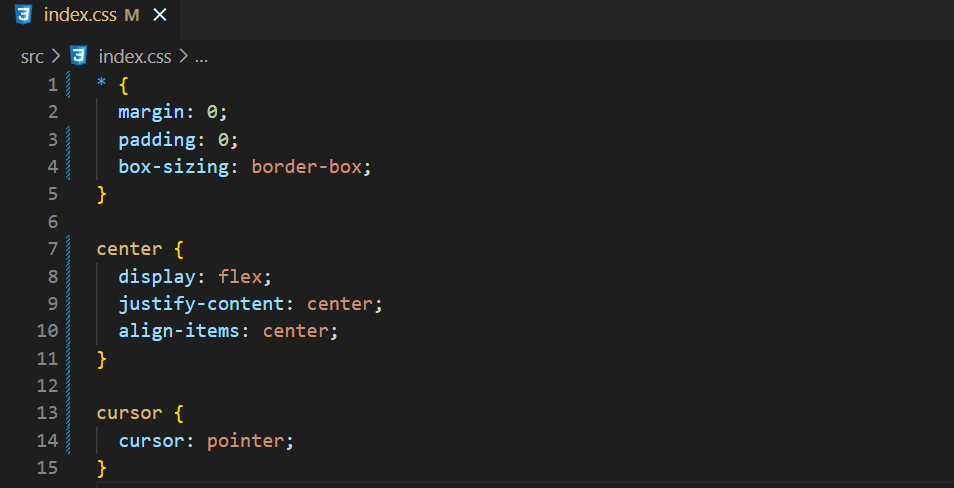 index.css M ×
src > index.css > ...
1 * {
2   margin: 0;
3   padding: 0;
4   box-sizing: border-box;
5 }
6
7 center {
8   display: flex;
9   justify-content: center;
10   align-items: center;
11 }
12
13 cursor {
14   cursor: pointer;
15 }